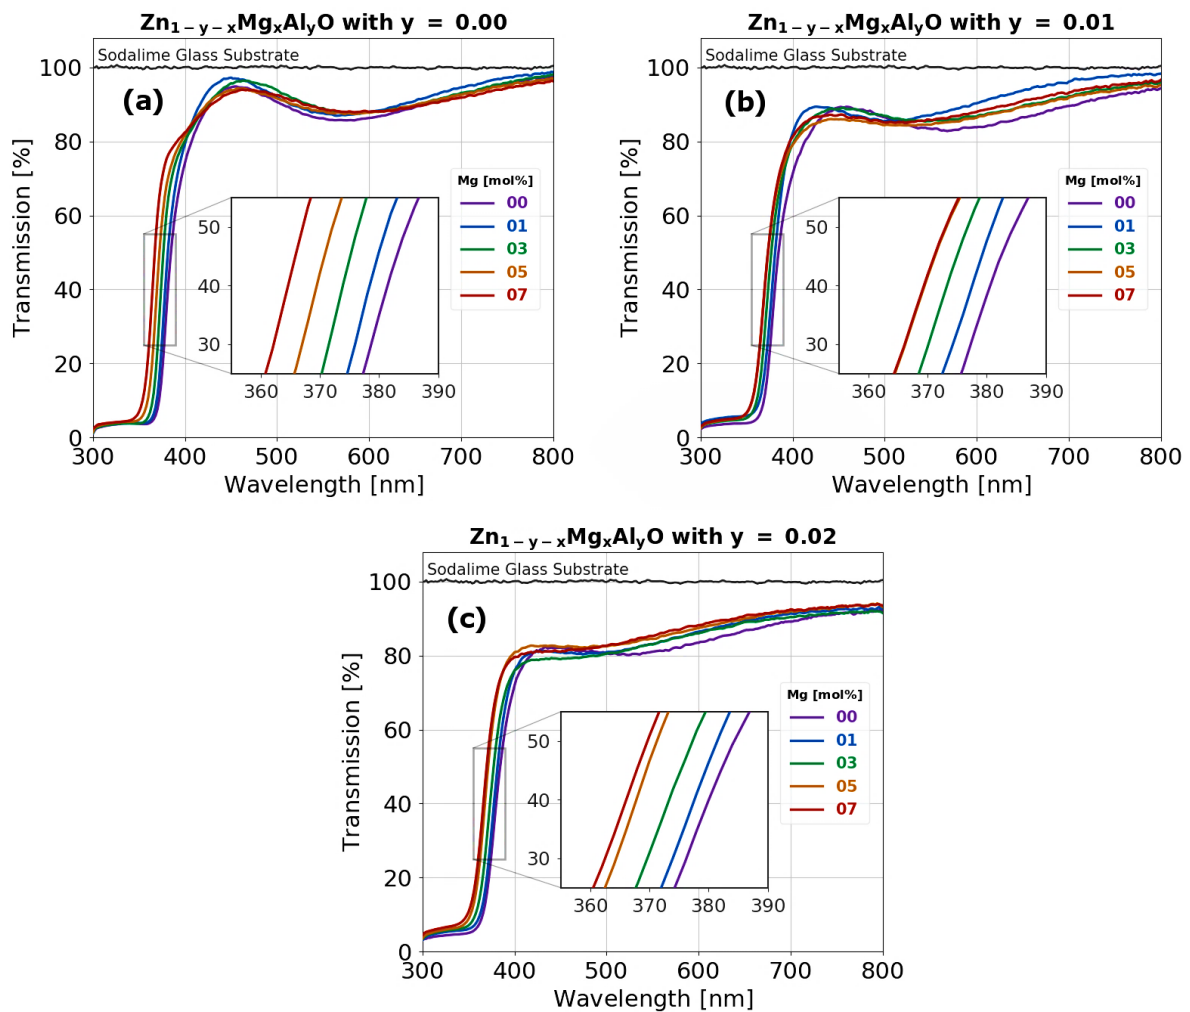 Zn1−y−xMgxAlyO with y = 0.00
Sodalime Glass Substrate
(a)
Transmission [%]
100
80
60
40
20
0
Mg [mol%]
00
01
03
05
07
50
40
30
360 370 380 390
300 400 500 600 700 800
Wavelength [nm]
Zn1−y−xMgxAlyO with y = 0.01
Sodalime Glass Substrate
(b)
Transmission [%]
100
80
60
40
20
0
Mg [mol%]
00
01
03
05
07
50
40
30
360 370 380 390
300 400 500 600 700 800
Wavelength [nm]
Zn1−y−xMgxAlyO with y = 0.02
Sodalime Glass Substrate
(c)
Transmission [%]
100
80
60
40
20
0
Mg [mol%]
00
01
03
05
07
50
40
30
360 370 380 390
300 400 500 600 700 800
Wavelength [nm]